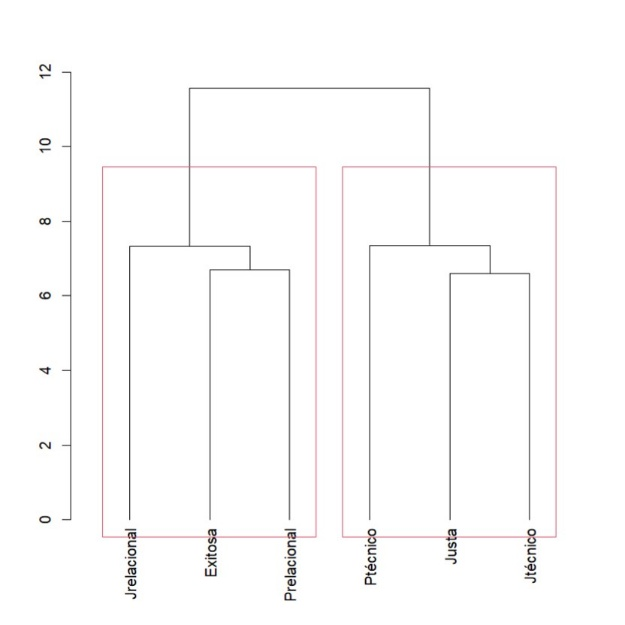 12
10
8
6
4
2
0
Jrelacional
Exitosa
Prelacional
Ptécnico
Justa
Jtécnico